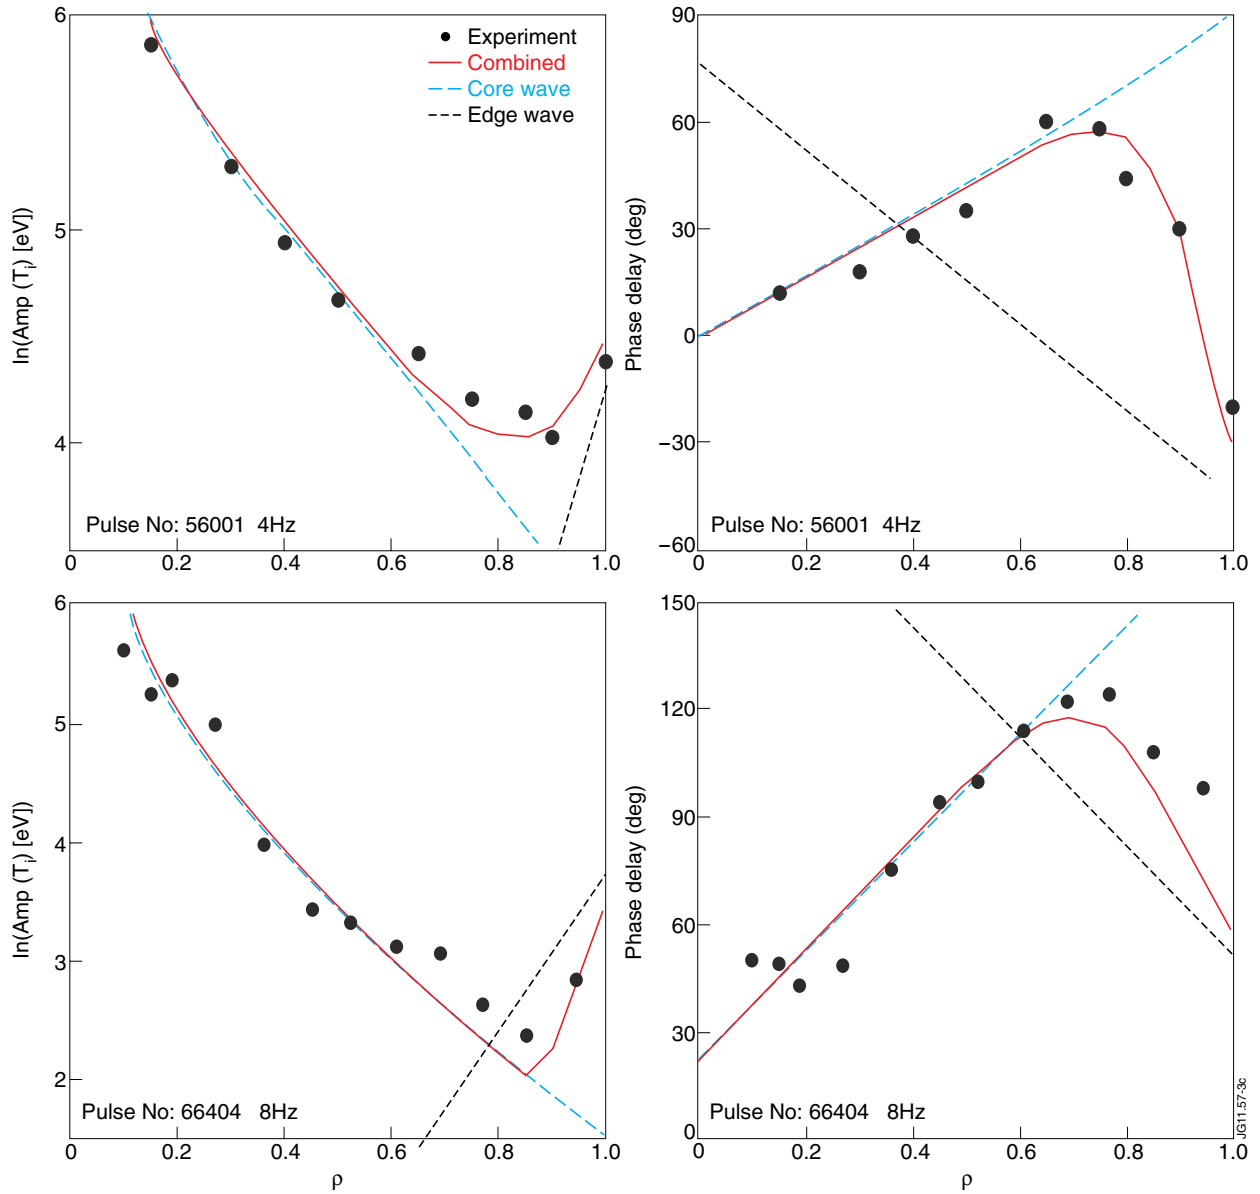 6
5
4
ln(Amp (Ti) [eV])
Experiment
Combined
Core wave
Edge wave
Pulse No: 56001 4Hz
0 0.2 0.4 0.6 0.8 1.0
90
60
30
0
−30
−60
Phase delay (deg)
Pulse No: 56001 4Hz
0 0.2 0.4 0.6 0.8 1.0
6
5
4
3
2
ln(Amp (Ti) [eV])
Pulse No: 66404 8Hz
0 0.2 0.4 0.6 0.8 1.0
ρ
150
120
90
60
30
0
Phase delay (deg)
Pulse No: 66404 8Hz
0 0.2 0.4 0.6 0.8 1.0
ρ
JG11.57-3c